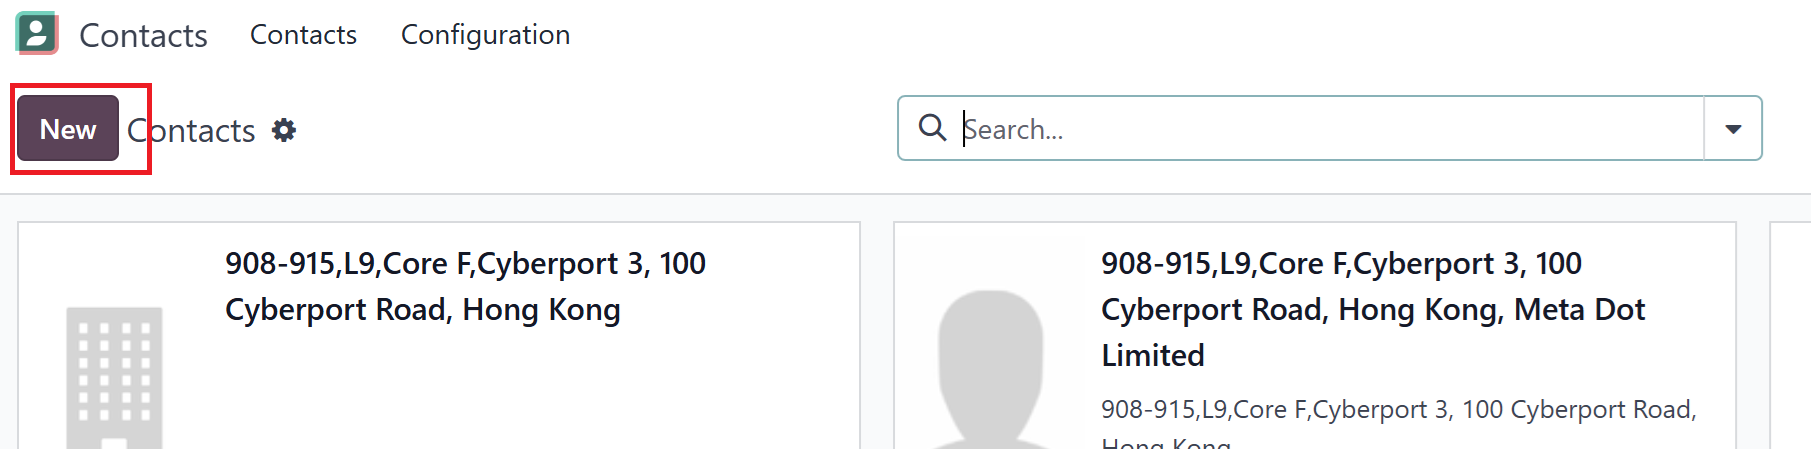 Contacts Contacts Configuration
New Contacts
Search...
908-915,L9,Core F,Cyberport 3, 100
Cyberport Road, Hong Kong
908-915,L9,Core F,Cyberport 3, 100
Cyberport Road, Hong Kong, Meta Dot
Limited
908-915,L9,Core F,Cyberport 3, 100 Cyberport Road,
Hong Kong